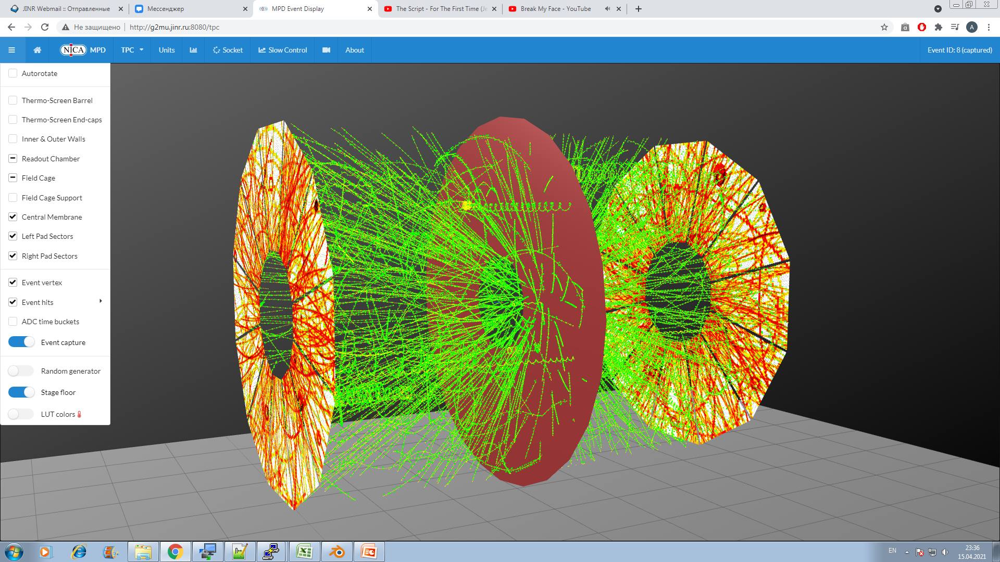 JINR Webmail :: Отправленные
Мессенджер
MPD Event Display
The Script - For The First Time (Je
Break My Face - YouTube
Не защищено
http://g2mu.jinr.ru:8080/tpc
A
NICA MPD
TPC
Units
Socket
Slow Control
About
Event ID: 8 (captured)
Autorotate
Thermo-Screen Barrel
Thermo-Screen End-caps
Inner & Outer Walls
Readout Chamber
Field Cage
Field Cage Support
Central Membrane
Left Pad Sectors
Right Pad Sectors
Event vertex
Event hits
ADC time buckets
Event capture
Random generator
Stage floor
LUT colors
EN
23:36
15.04.2021